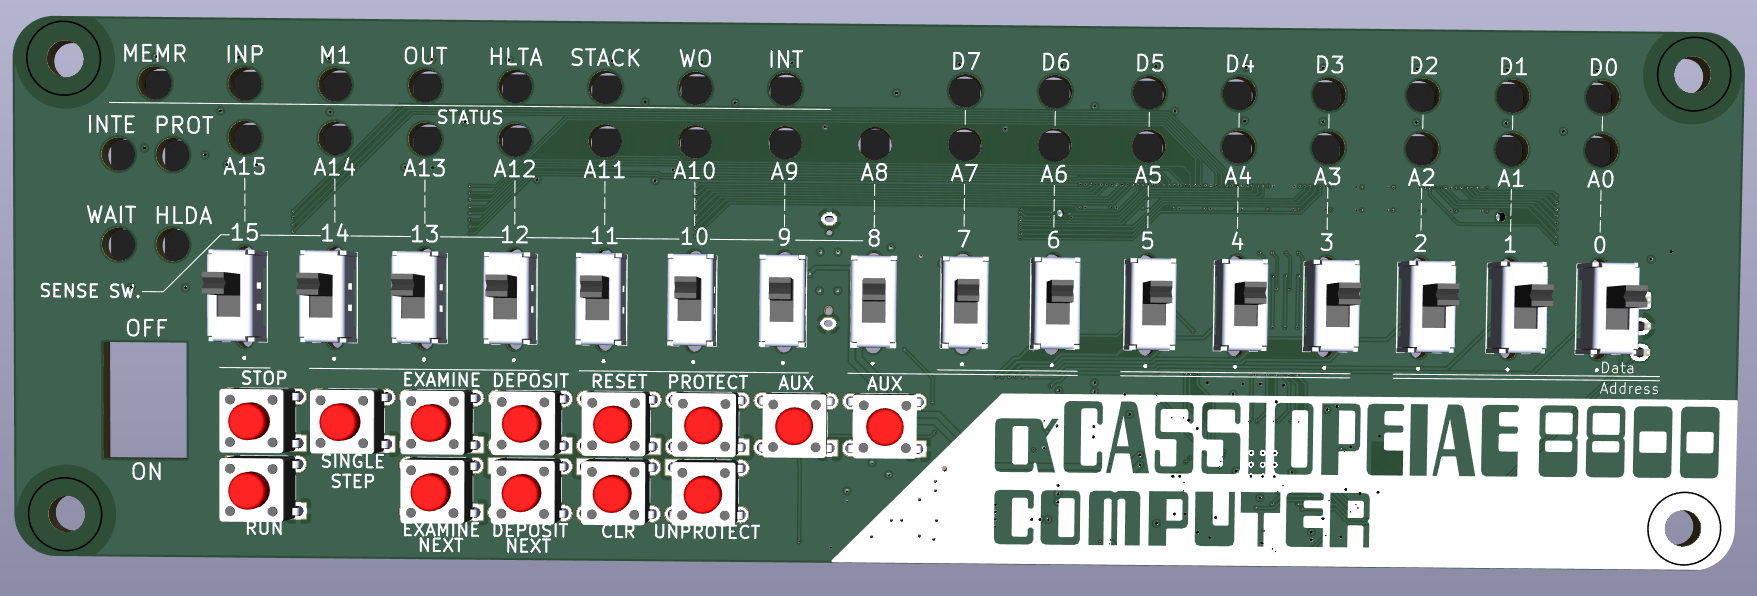 MEMR INP M1 OUT HLTA STACK WO INT D7 D6 D5 D4 D3 D2 D1 D0
STATUS
INTE PROT
A15 A14 A13 A12 A11 A10 A9 A8 A7 A6 A5 A4 A3 A2 A1 A0
WAIT HLDA
15 14 13 12 11 10 9 8 7 6 5 4 3 2 1 0
SENSE SW.
OFF
ON
Data
Address
STOP EXAMINE DEPOSIT RESET PROTECT AUX AUX
SINGLE
STEP
RUN EXAMINE
NEXT
DEPOSIT
NEXT
CLR UNPROTECT
αCASSIOPEIAE 8800
COMPUTER